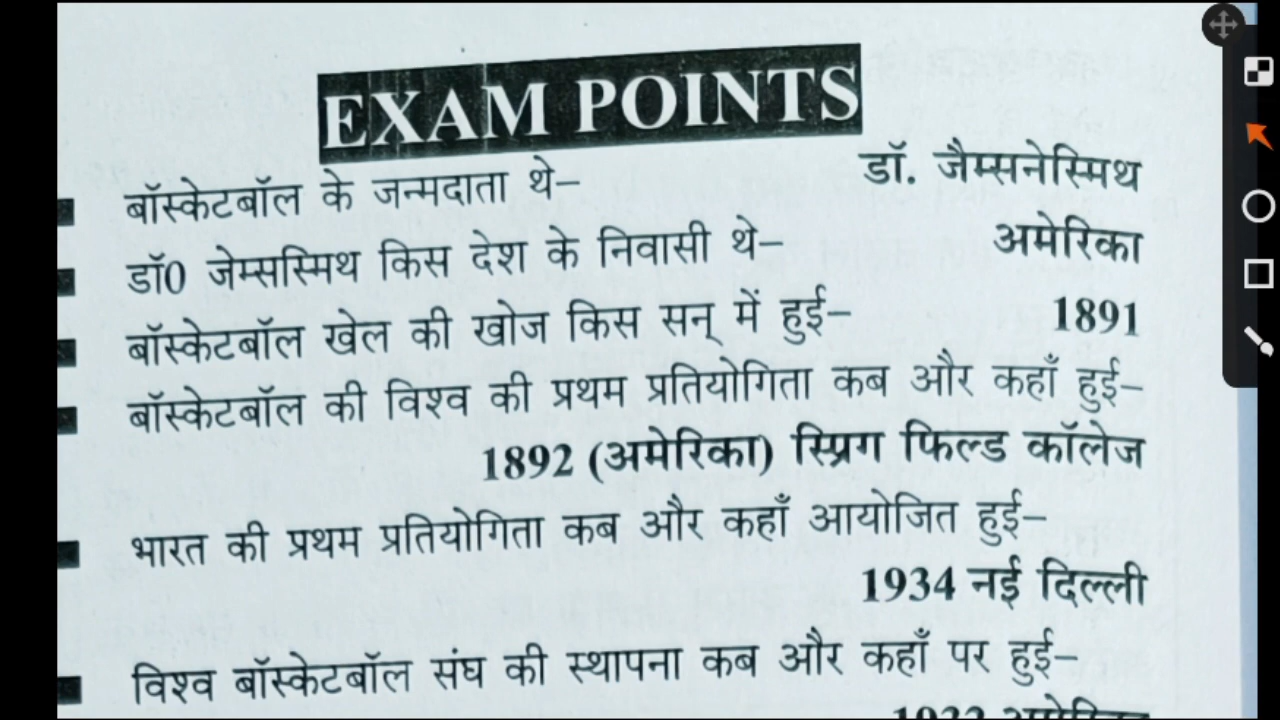 EXAM POINTS
बॉस्केटबॉल के जन्मदाता थे– डॉ. जैम्सनेस्मिथ
डॉ0 जेम्सस्मिथ किस देश के निवासी थे– अमेरिका
बॉस्केटबॉल खेल की खोज किस सन् में हुई– 1891
बॉस्केटबॉल की विश्व की प्रथम प्रतियोगिता कब और कहाँ हुई–
1892 (अमेरिका) स्प्रिग फिल्ड कॉलेज
भारत की प्रथम प्रतियोगिता कब और कहाँ आयोजित हुई–
1934 नई दिल्ली
विश्व बॉस्केटबॉल संघ की स्थापना कब और कहाँ पर हुई–